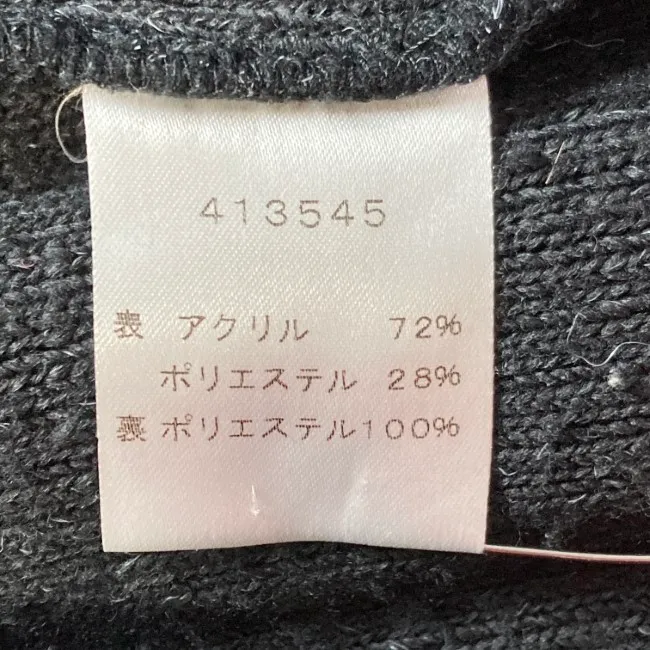 413545
表 アクリル 72%
ポリエステル 28%
裏 ポリエステル100%